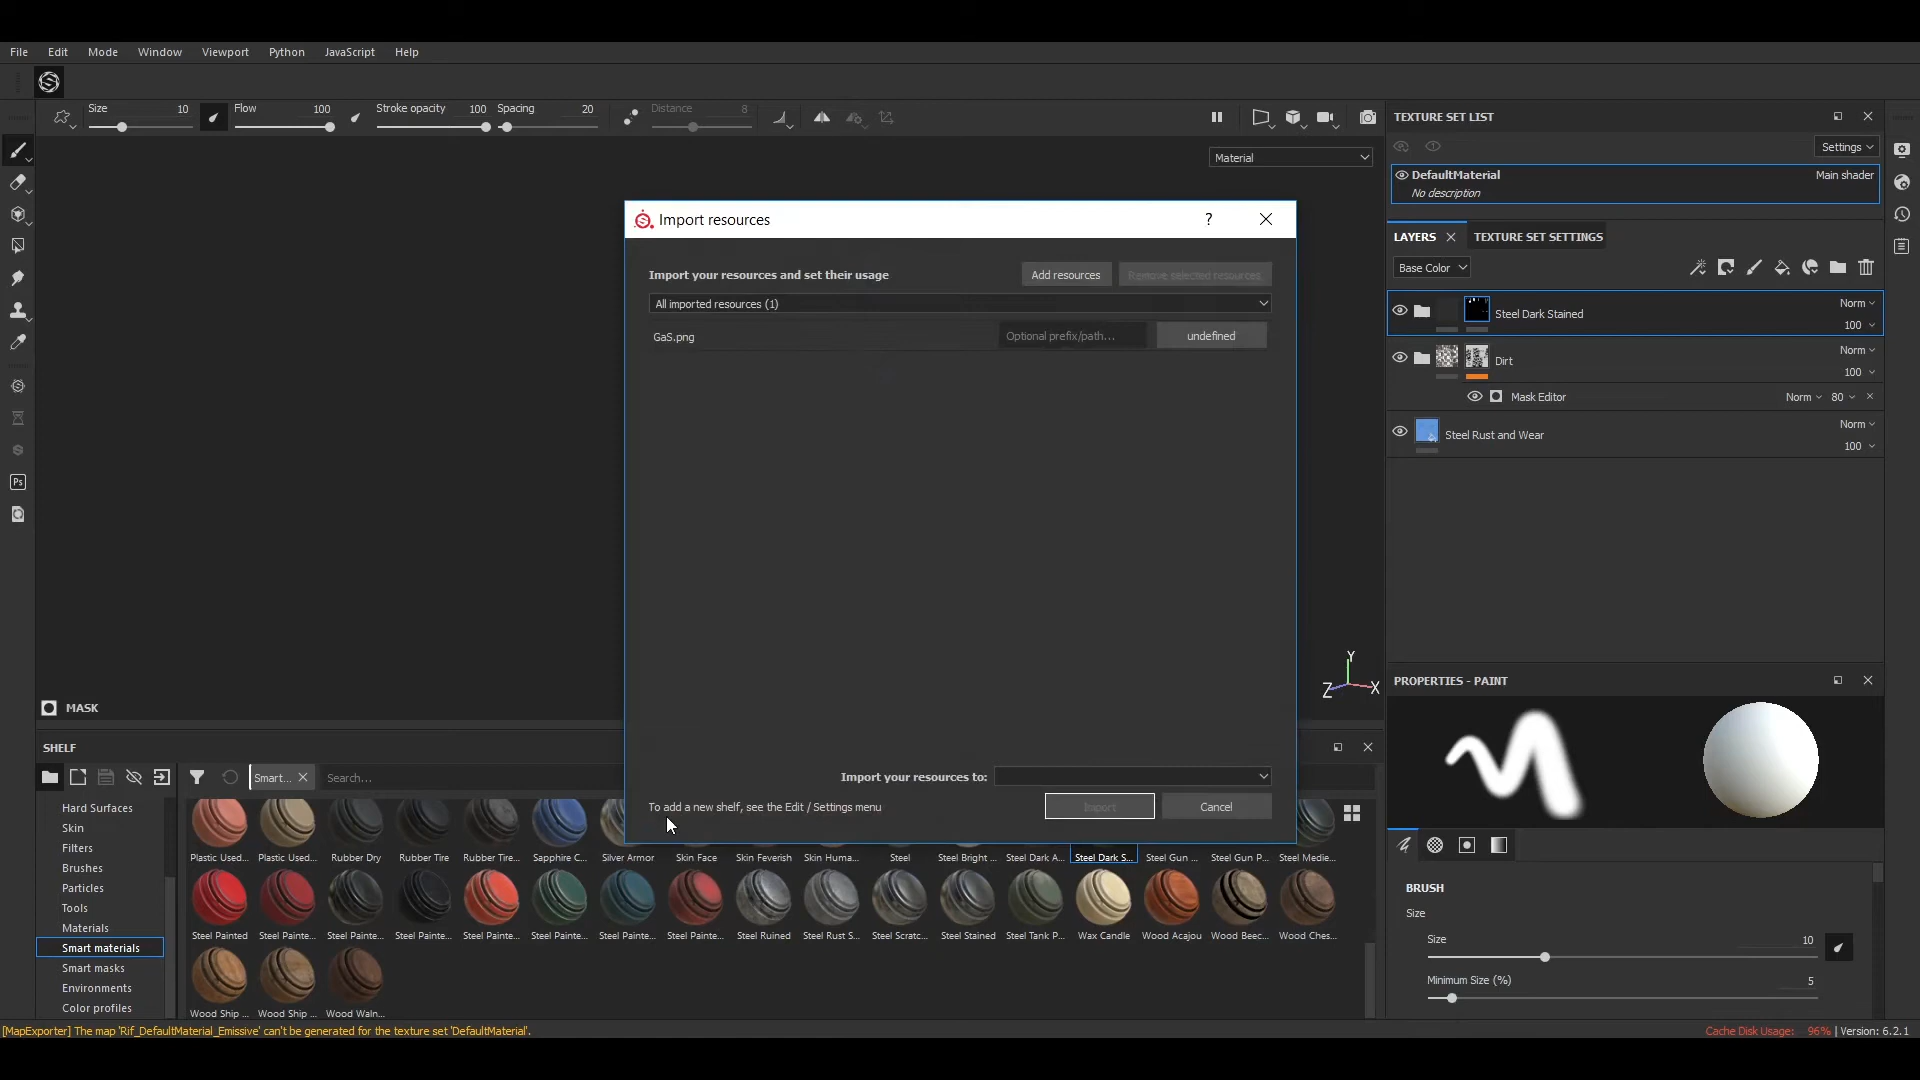 File Edit Mode Window Viewport Python JavaScript Help
Size 10 Flow 100 Stroke opacity 100 Spacing 20 Distance 8
Material
TEXTURE SET LIST
Settings
DefaultMaterial Main shader
No description
LAYERS TEXTURE SET SETTINGS
Base Color
Norm
Steel Dark Stained
100
Norm
Dirt
100
Mask Editor Norm 80
Norm
Steel Rust and Wear
100
Import resources
Import your resources and set their usage Add resources Remove selected resources
All imported resources (1)
GaS.png Optional prefix/path... undefined
Import your resources to:
To add a new shelf, see the Edit / Settings menu Import Cancel
Ps
Y
Z X
MASK
SHELF
Smart... Search...
Hard Surfaces
Skin
Filters
Brushes
Particles
Tools
Materials
Smart materials
Smart masks
Environments
Color profiles
Plastic Used... Plastic Used... Rubber Dry Rubber Tire Rubber Tire... Sapphire C... Silver Armor Skin Face Skin Feverish Skin Huma... Steel Steel Bright ... Steel Dark A... Steel Dark S... Steel Gun ... Steel Gun P... Steel Medie...
Steel Painted Steel Painte... Steel Painte... Steel Painte... Steel Painte... Steel Painte... Steel Painte... Steel Painte... Steel Ruined Steel Rust S... Steel Scratc... Steel Stained Steel Tank P... Wax Candle Wood Acajou Wood Beec... Wood Ches...
Wood Ship ... Wood Ship ... Wood Waln...
PROPERTIES - PAINT
BRUSH
Size
Size 10
Minimum Size (%) 5
[MapExporter] The map 'Rif_DefaultMaterial_Emissive' can't be generated for the texture set 'DefaultMaterial'.
Cache Disk Usage: 96% | Version: 6.2.1